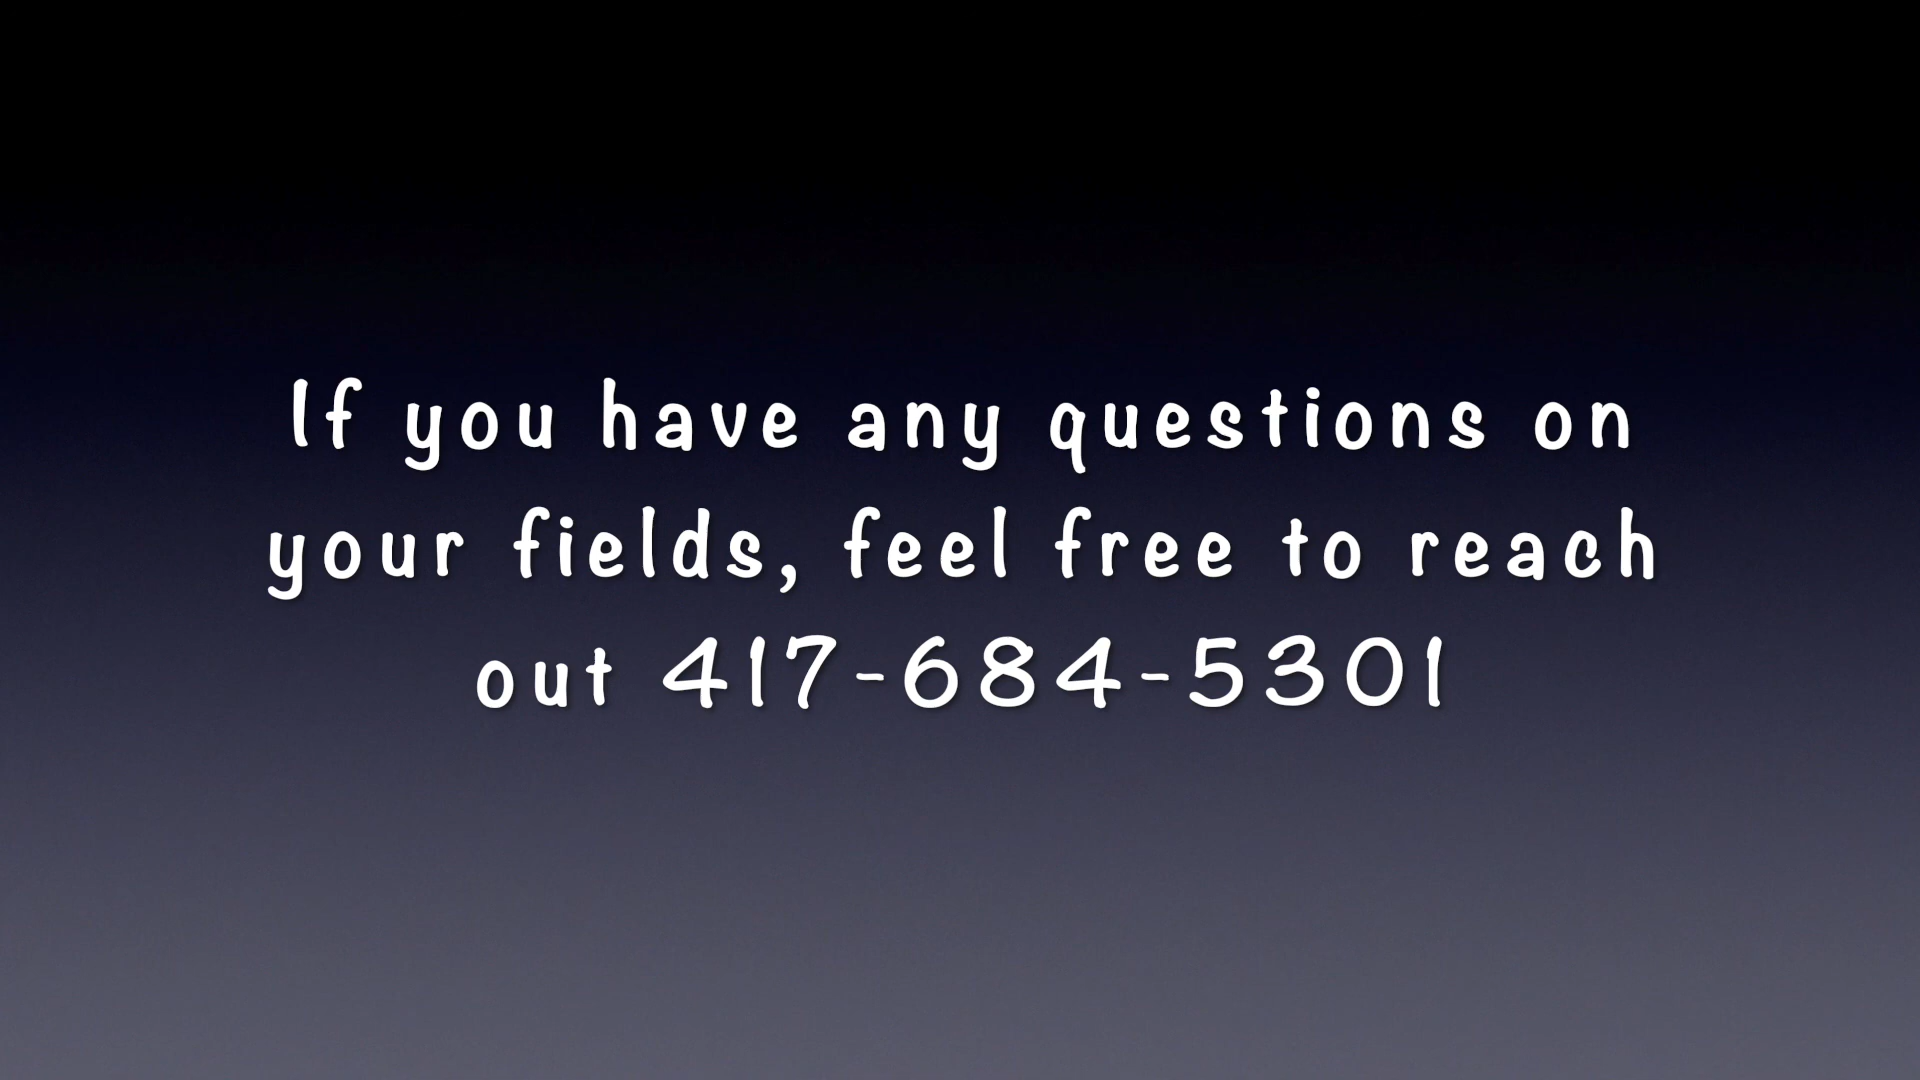 If you have any questions on
your fields, feel free to reach
out 417-684-5301